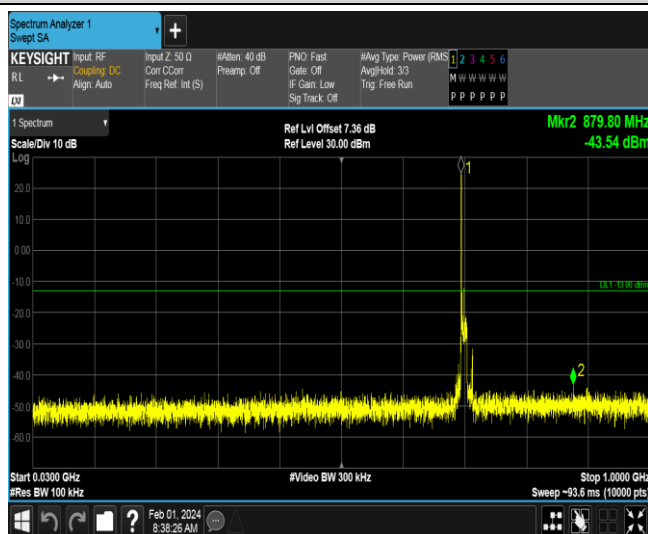 Spectrum Analyzer 1
Swept SA
+
KEYSIGHT Input: RF Input Z: 50 Ω #Atten: 40 dB PNO: Fast #Avg Type: Power (RMS 1 2 3 4 5 6
RL Coupling: DC Corr CCorr Preamp: Off Gate: Off Avg|Hold: 3/3 M W W W W W
Align: Auto Freq Ref: Int (S) IF Gain: Low Trig: Free Run
Sig Track: Off P P P P P P
LXI
1 Spectrum Ref Lvl Offset 7.36 dB Mkr2 879.80 MHz
Scale/Div 10 dB Ref Level 30.00 dBm -43.54 dBm
Log
1
20.0
10.0
0.00
-10.0
DL1 -13.00 dBm
-20.0
-30.0
2
-40.0
-50.0
-60.0
Start 0.0300 GHz #Video BW 300 kHz Stop 1.0000 GHz
#Res BW 100 kHz Sweep ~93.6 ms (10000 pts)
? Feb 01, 2024
8:38:26 AM